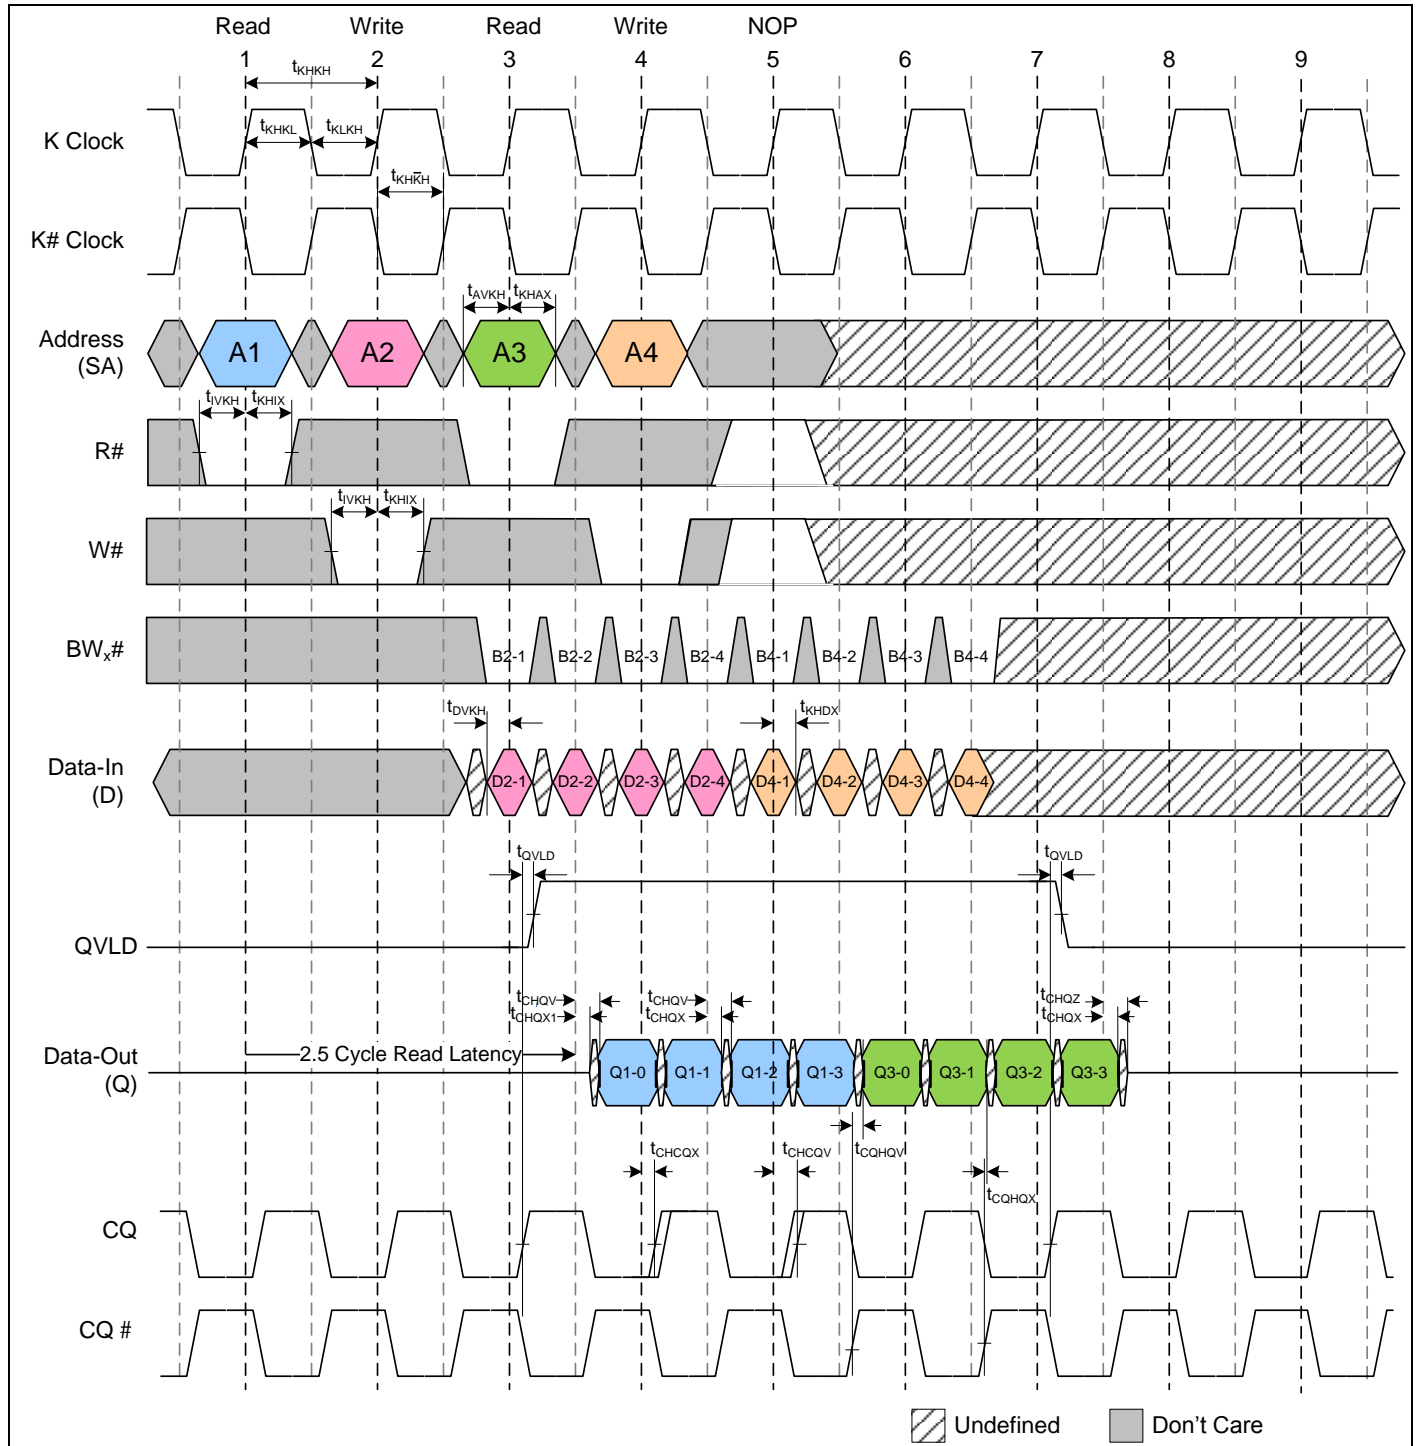 Read Write Read Write NOP
1 2 3 4 5 6 7 8 9
tKHKH
K Clock
tKHKL tKLKH
tKHK̅H
K# Clock
tAVKH tKHAX
Address
(SA)
A1 A2 A3 A4
tIVKH tKHIX
R#
tIVKH tKHIX
W#
BWx#
B2-1 B2-2 B2-3 B2-4 B4-1 B4-2 B4-3 B4-4
tDVKH tKHDX
Data-In
(D)
D2-1 D2-2 D2-3 D2-4 D4-1 D4-2 D4-3 D4-4
tQVLD tQVLD
QVLD
tCHQV tCHQV tCHQZ
tCHQX1 tCHQX tCHQX
Data-Out
(Q)
2.5 Cycle Read Latency
Q1-0 Q1-1 Q1-2 Q1-3 Q3-0 Q3-1 Q3-2 Q3-3
tCHCQX tCHCQV tCQHQV
tCQHQX
CQ
CQ #
Undefined Don't Care